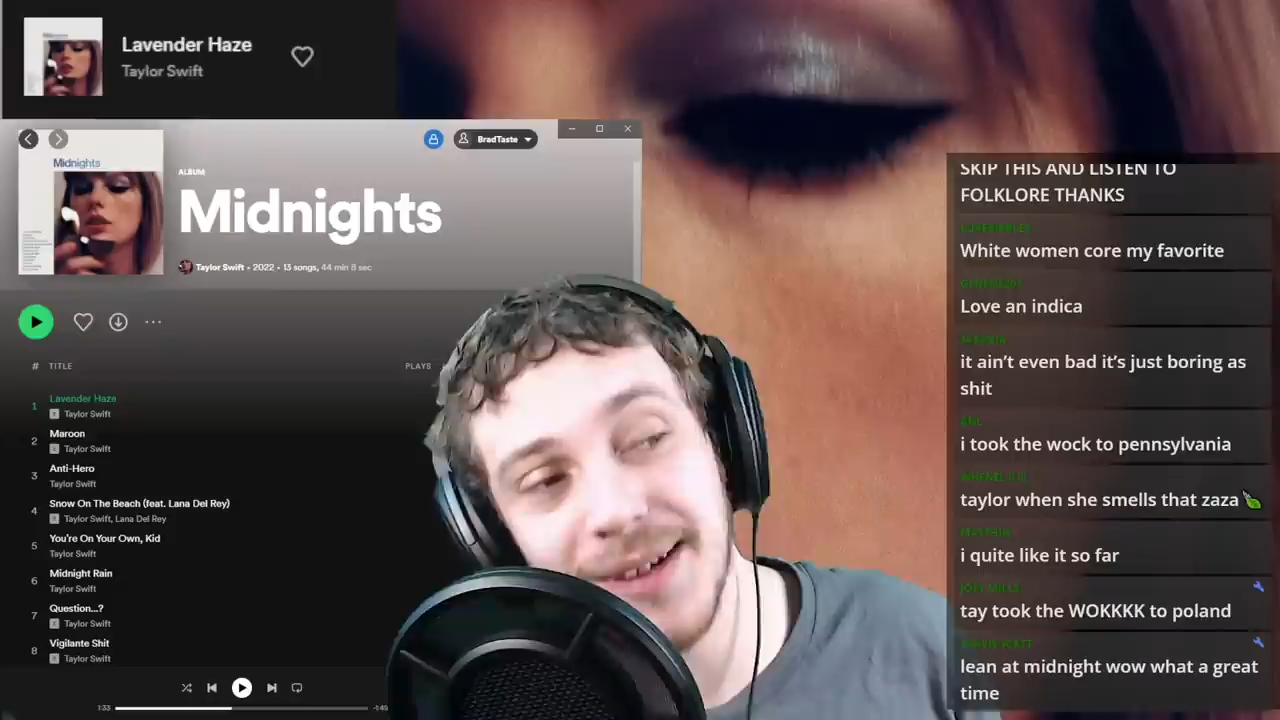 Lavender Haze
Taylor Swift
Midnights
BradTaste
ALBUM
Midnights
Taylor Swift • 2022 • 13 songs, 44 min 8 sec
# TITLE PLAYS
1 Lavender Haze
E Taylor Swift
2 Maroon
E Taylor Swift
3 Anti-Hero
Taylor Swift
4 Snow On The Beach (feat. Lana Del Rey)
E Taylor Swift, Lana Del Rey
5 You're On Your Own, Kid
Taylor Swift
6 Midnight Rain
Taylor Swift
7 Question...?
E Taylor Swift
8 Vigilante Shit
E Taylor Swift
1:33 -1:49
SKIP THIS AND LISTEN TO
FOLKLORE THANKS
White women core my favorite
Love an indica
it ain’t even bad it’s just boring as
shit
i took the wock to pennsylvania
taylor when she smells that zaza
i quite like it so far
tay took the WOKKKK to poland
lean at midnight wow what a great
time